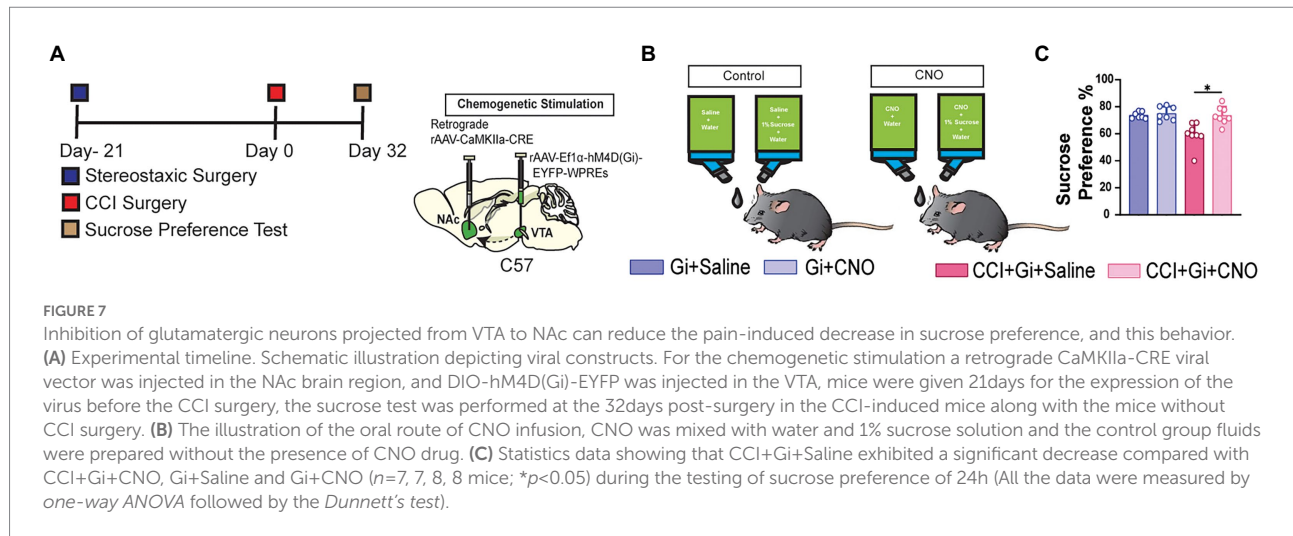 A
Day- 21
Day 0
Day 32
Stereostaxic Surgery
CCI Surgery
Sucrose Preference Test
Chemogenetic Stimulation
Retrograde
rAAV-CaMKIIa-CRE
rAAV-Ef1α-hM4D(Gi)-
EYFP-WPREs
NAc
VTA
C57
B
Control
Saline
+
Water
Saline
+
1% Sucrose
+
Water
CNO
CNO
+
Water
CNO
+
1% Sucrose
+
Water
Gi+Saline
Gi+CNO
CCI+Gi+Saline
CCI+Gi+CNO
C
Sucrose
Preference %
100
80
60
40
20
0
*
FIGURE 7
Inhibition of glutamatergic neurons projected from VTA to NAc can reduce the pain-induced decrease in sucrose preference, and this behavior.
(A) Experimental timeline. Schematic illustration depicting viral constructs. For the chemogenetic stimulation a retrograde CaMKIIa-CRE viral
vector was injected in the NAc brain region, and DIO-hM4D(Gi)-EYFP was injected in the VTA, mice were given 21days for the expression of the
virus before the CCI surgery, the sucrose test was performed at the 32days post-surgery in the CCI-induced mice along with the mice without
CCI surgery. (B) The illustration of the oral route of CNO infusion, CNO was mixed with water and 1% sucrose solution and the control group fluids
were prepared without the presence of CNO drug. (C) Statistics data showing that CCI+Gi+Saline exhibited a significant decrease compared with
CCI+Gi+CNO, Gi+Saline and Gi+CNO (n=7, 7, 8, 8 mice; *p<0.05) during the testing of sucrose preference of 24h (All the data were measured by
one-way ANOVA followed by the Dunnett's test).